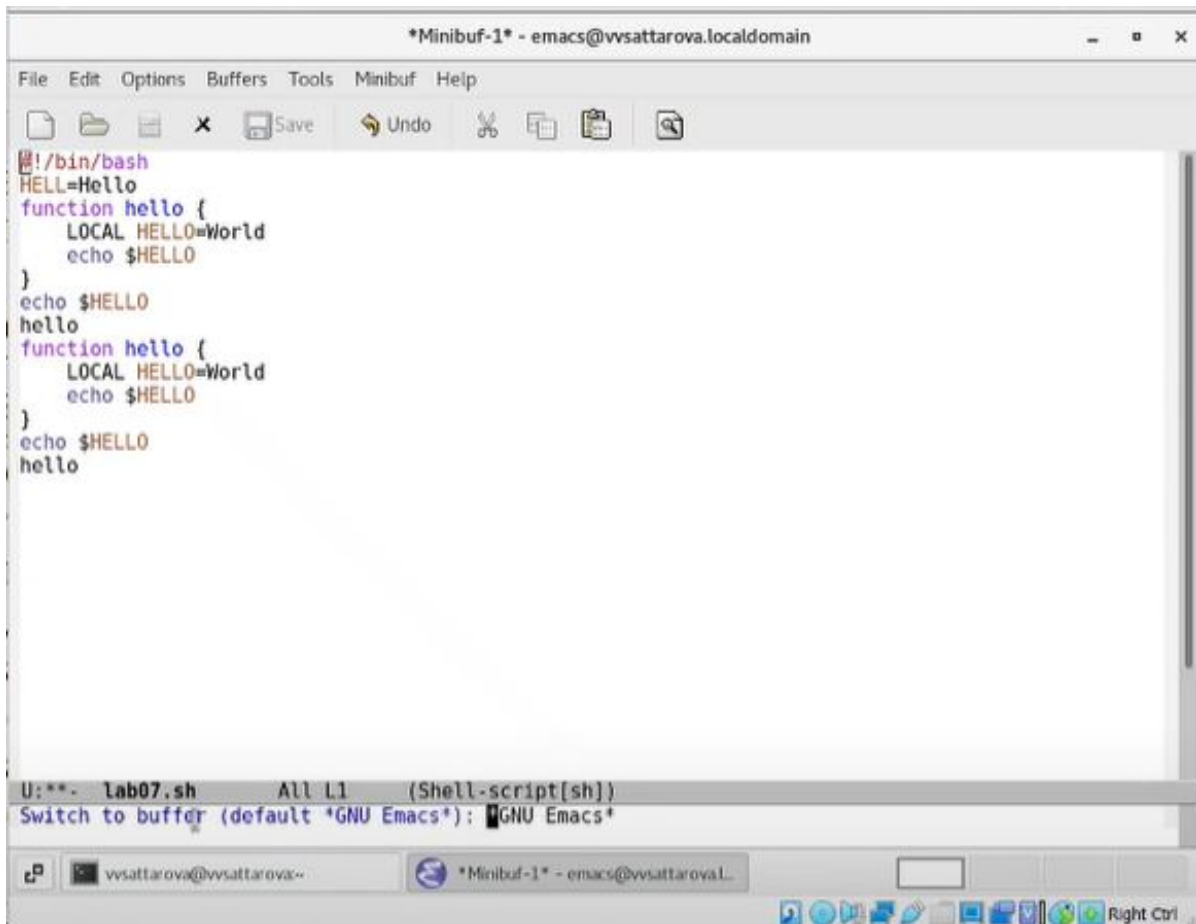 *Minibuf-1* - emacs@vvsattarova.localdomain
File Edit Options Buffers Tools Minibuf Help
Save Undo
#!/bin/bash
HELL=Hello
function hello {
    LOCAL HELLO=World
    echo $HELLO
}
echo $HELLO
hello
function hello {
    LOCAL HELLO=World
    echo $HELLO
}
echo $HELLO
hello
U:**- lab07.sh All L1 (Shell-script[sh])
Switch to buffer (default *GNU Emacs*): *GNU Emacs*
vvsattarova@vvsattarova:~ *Minibuf-1* - emacs@vvsattarova.l...
Right Ctrl